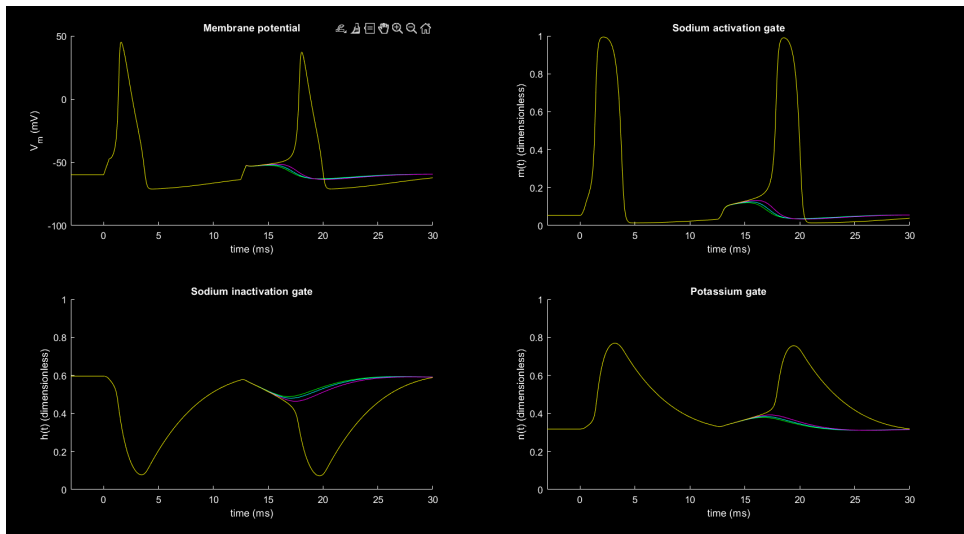 Membrane potential
50
0
-50
-100
V_m (mV)
0 5 10 15 20 25 30
time (ms)
Sodium activation gate
1
0.8
0.6
0.4
0.2
0
m(t) (dimensionless)
0 5 10 15 20 25 30
time (ms)
Sodium inactivation gate
1
0.8
0.6
0.4
0.2
0
h(t) (dimensionless)
0 5 10 15 20 25 30
time (ms)
Potassium gate
1
0.8
0.6
0.4
0.2
0
n(t) (dimensionless)
0 5 10 15 20 25 30
time (ms)